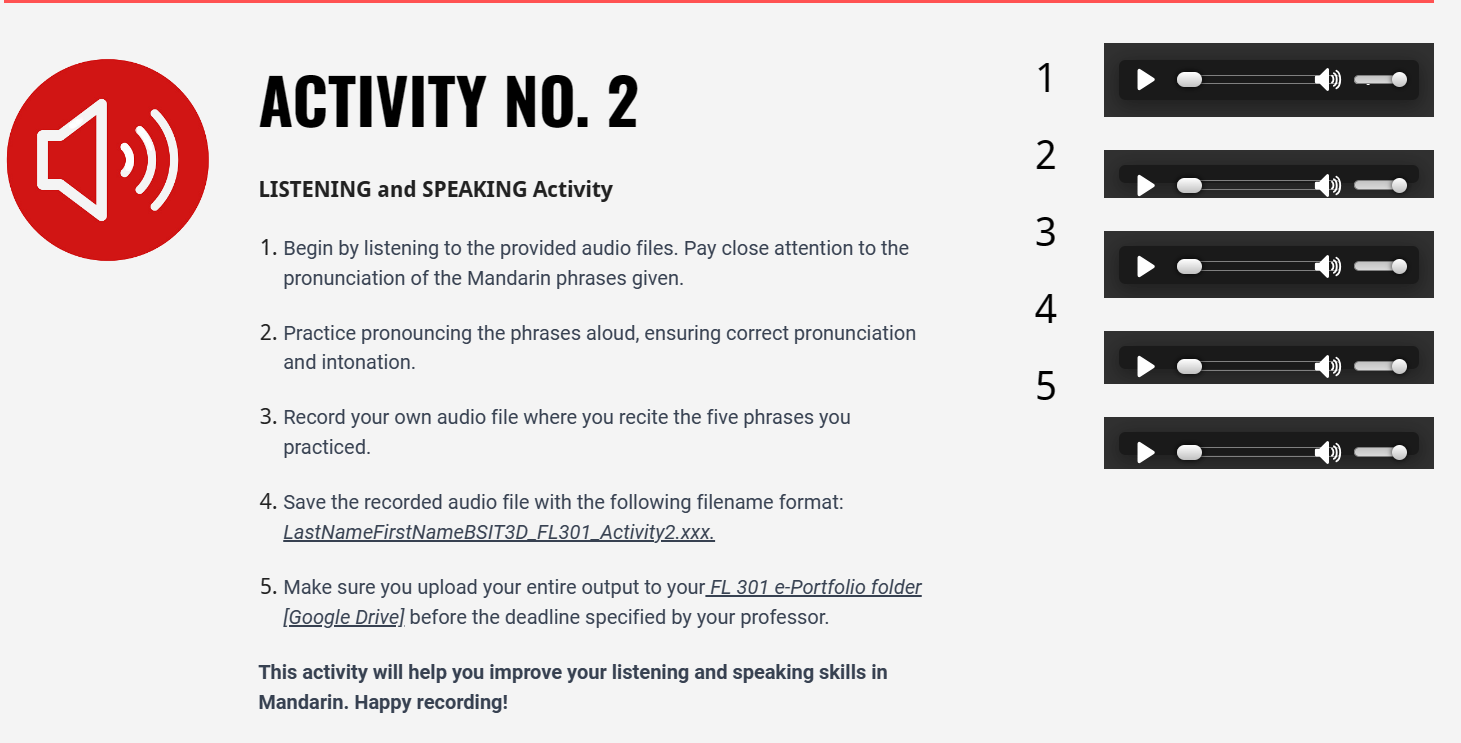 ACTIVITY NO. 2
LISTENING and SPEAKING Activity
1. Begin by listening to the provided audio files. Pay close attention to the
pronunciation of the Mandarin phrases given.
2. Practice pronouncing the phrases aloud, ensuring correct pronunciation
and intonation.
3. Record your own audio file where you recite the five phrases you
practiced.
4. Save the recorded audio file with the following filename format:
LastNameFirstNameBSIT3D_FL301_Activity2.xxx.
5. Make sure you upload your entire output to your FL 301 e-Portfolio folder
[Google Drive] before the deadline specified by your professor.
This activity will help you improve your listening and speaking skills in
Mandarin. Happy recording!
1
2
3
4
5